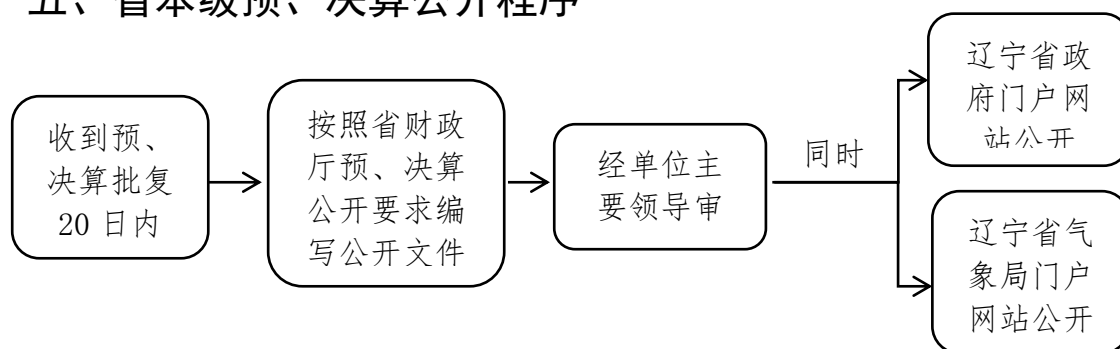 五、省本级预、决算公开程序
收到预、
决算批复
20 日内
按照省财政
厅预、决算
公开要求编
写公开文件
经单位主
要领导审
同时
辽宁省政
府门户网
站公开
辽宁省气
象局门户
网站公开